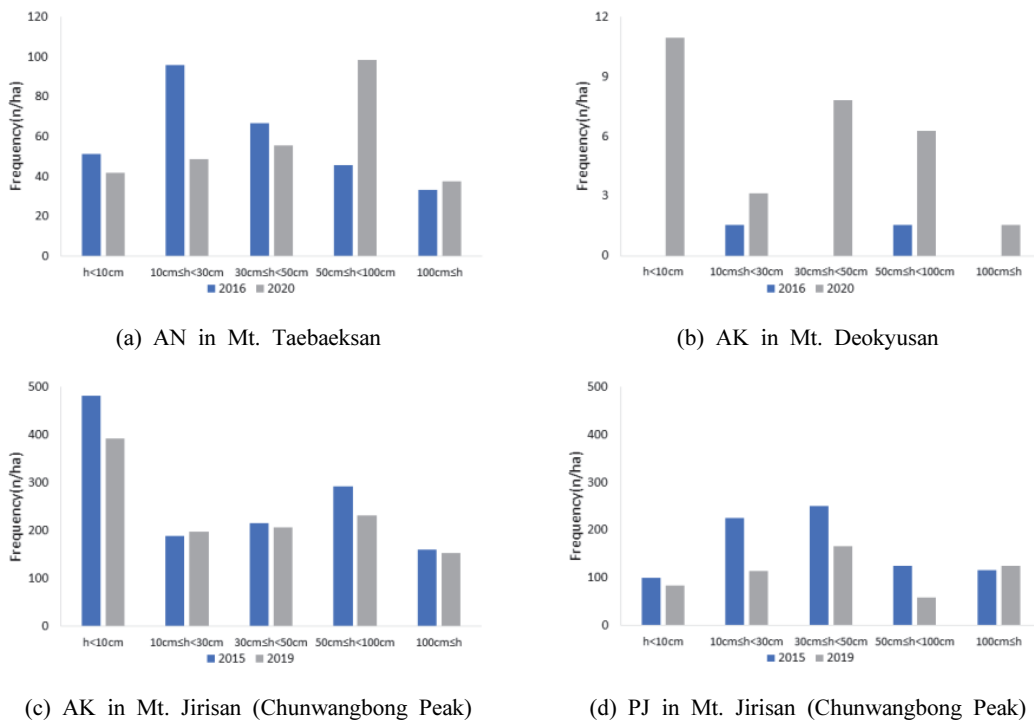 120
100
80
60
40
20
0
Frequency(n/ha)
h<10cm 10cm≤h<30cm 30cm≤h<50cm 50cm≤h<100cm 100cm≤h
2016 2020
(a) AN in Mt. Taebaeksan
12
9
6
3
0
Frequency(n/ha)
h<10cm 10cm≤h<30cm 30cm≤h<50cm 50cm≤h<100cm 100cm≤h
2016 2020
(b) AK in Mt. Deokyusan
500
400
300
200
100
0
Frequency(n/ha)
h<10cm 10cm≤h<30cm 30cm≤h<50cm 50cm≤h<100cm 100cm≤h
2015 2019
(c) AK in Mt. Jirisan (Chunwangbong Peak)
500
400
300
200
100
0
Frequency(n/ha)
h<10cm 10cm≤h<30cm 30cm≤h<50cm 50cm≤h<100cm 100cm≤h
2015 2019
(d) PJ in Mt. Jirisan (Chunwangbong Peak)